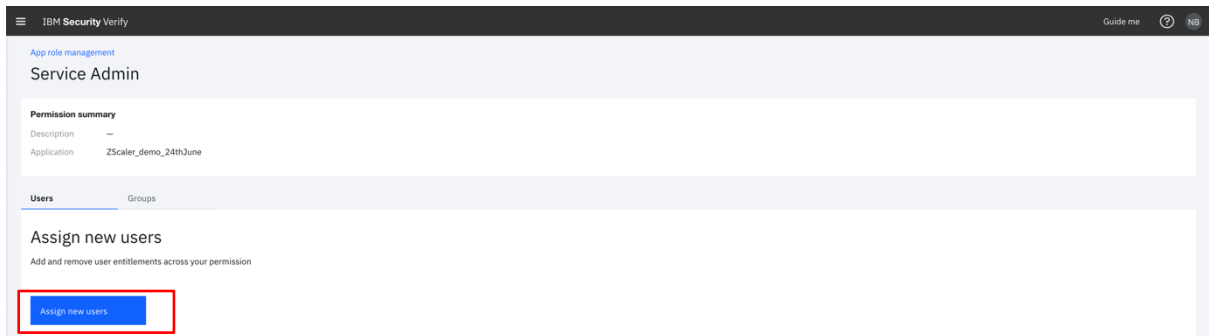 IBM Security Verify Guide me ? NB
App role management
Service Admin
Permission summary
Description —
Application ZScaler_demo_24thJune
Users Groups
Assign new users
Add and remove user entitlements across your permission
Assign new users